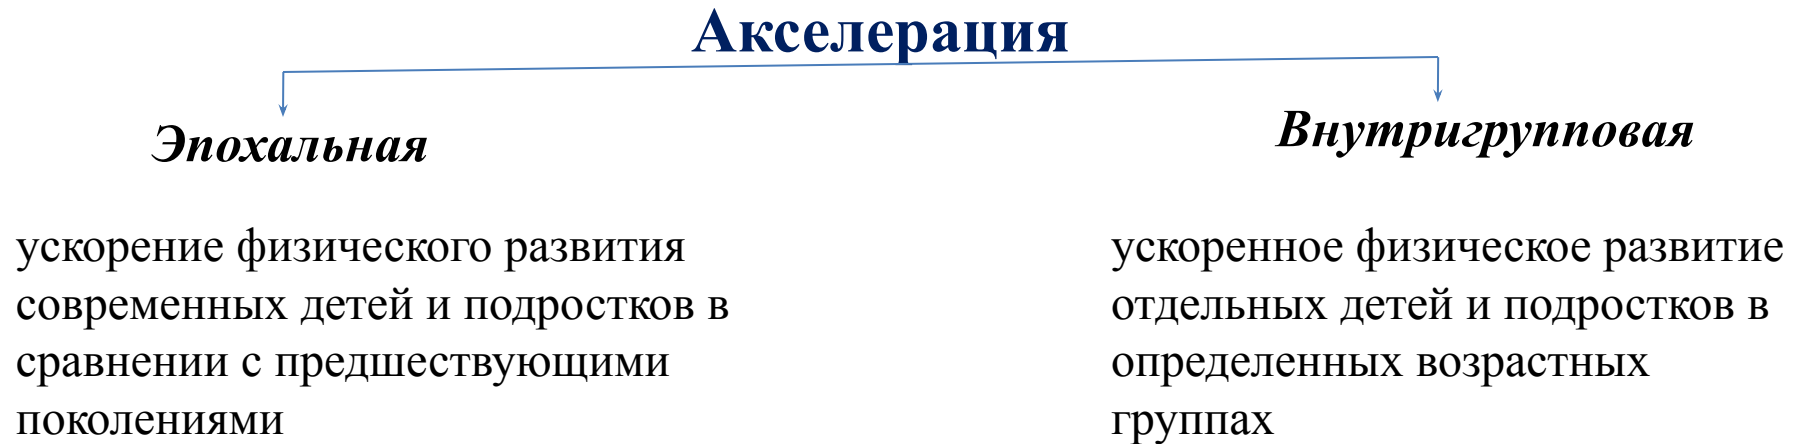 Акселерация
Эпохальная
Внутригрупповая
ускорение физического развития
современных детей и подростков в
сравнении с предшествующими
поколениями
ускоренное физическое развитие
отдельных детей и подростков в
определенных возрастных
группах